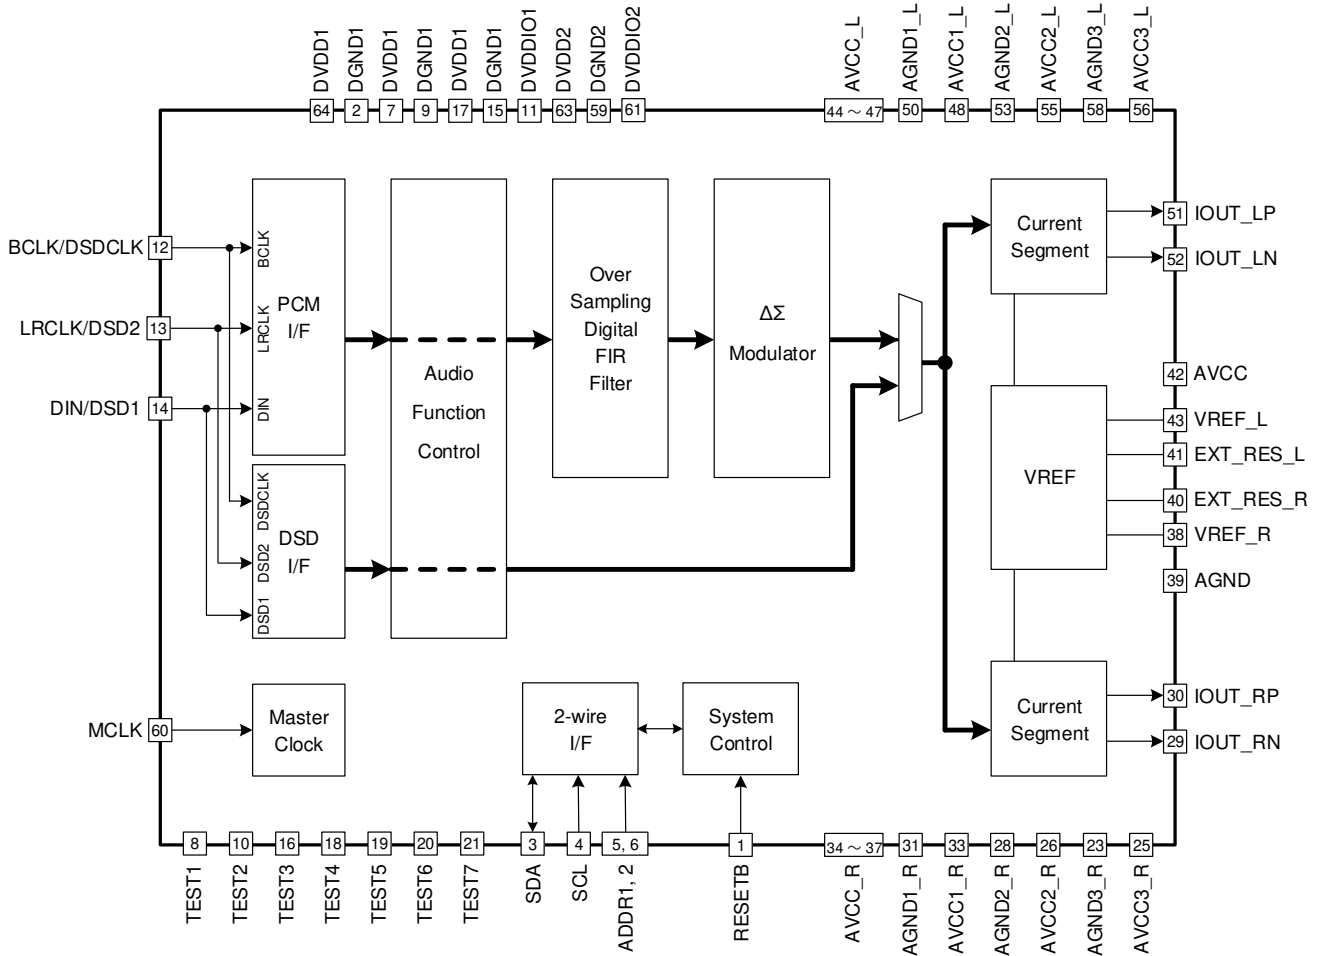 DVDD1
DGND1
DVDD1
DGND1
DVDD1
DGND1
DVDDIO1
DVDD2
DGND2
DVDDIO2
AVCC_L
AGND1_L
AVCC1_L
AGND2_L
AVCC2_L
AGND3_L
AVCC3_L
64
2
7
9
17
15
11
63
59
61
44 ~ 47
50
48
53
55
58
56
BCLK/DSDCLK
12
LRCLK/DSD2
13
DIN/DSD1
14
BCLK
LRCLK
DIN
PCM
I/F
DSDCLK
DSD2
DSD1
DSD
I/F
Audio
Function
Control
Over
Sampling
Digital
FIR
Filter
ΔΣ
Modulator
Current
Segment
51
IOUT_LP
52
IOUT_LN
42
AVCC
VREF
43
VREF_L
41
EXT_RES_L
40
EXT_RES_R
38
VREF_R
39
AGND
Current
Segment
30
IOUT_RP
29
IOUT_RN
MCLK
60
Master
Clock
2-wire
I/F
System
Control
8
10
16
18
19
20
21
3
4
5, 6
1
34 ~ 37
31
33
28
26
23
25
TEST1
TEST2
TEST3
TEST4
TEST5
TEST6
TEST7
SDA
SCL
ADDR1, 2
RESETB
AVCC_R
AGND1_R
AVCC1_R
AGND2_R
AVCC2_R
AGND3_R
AVCC3_R